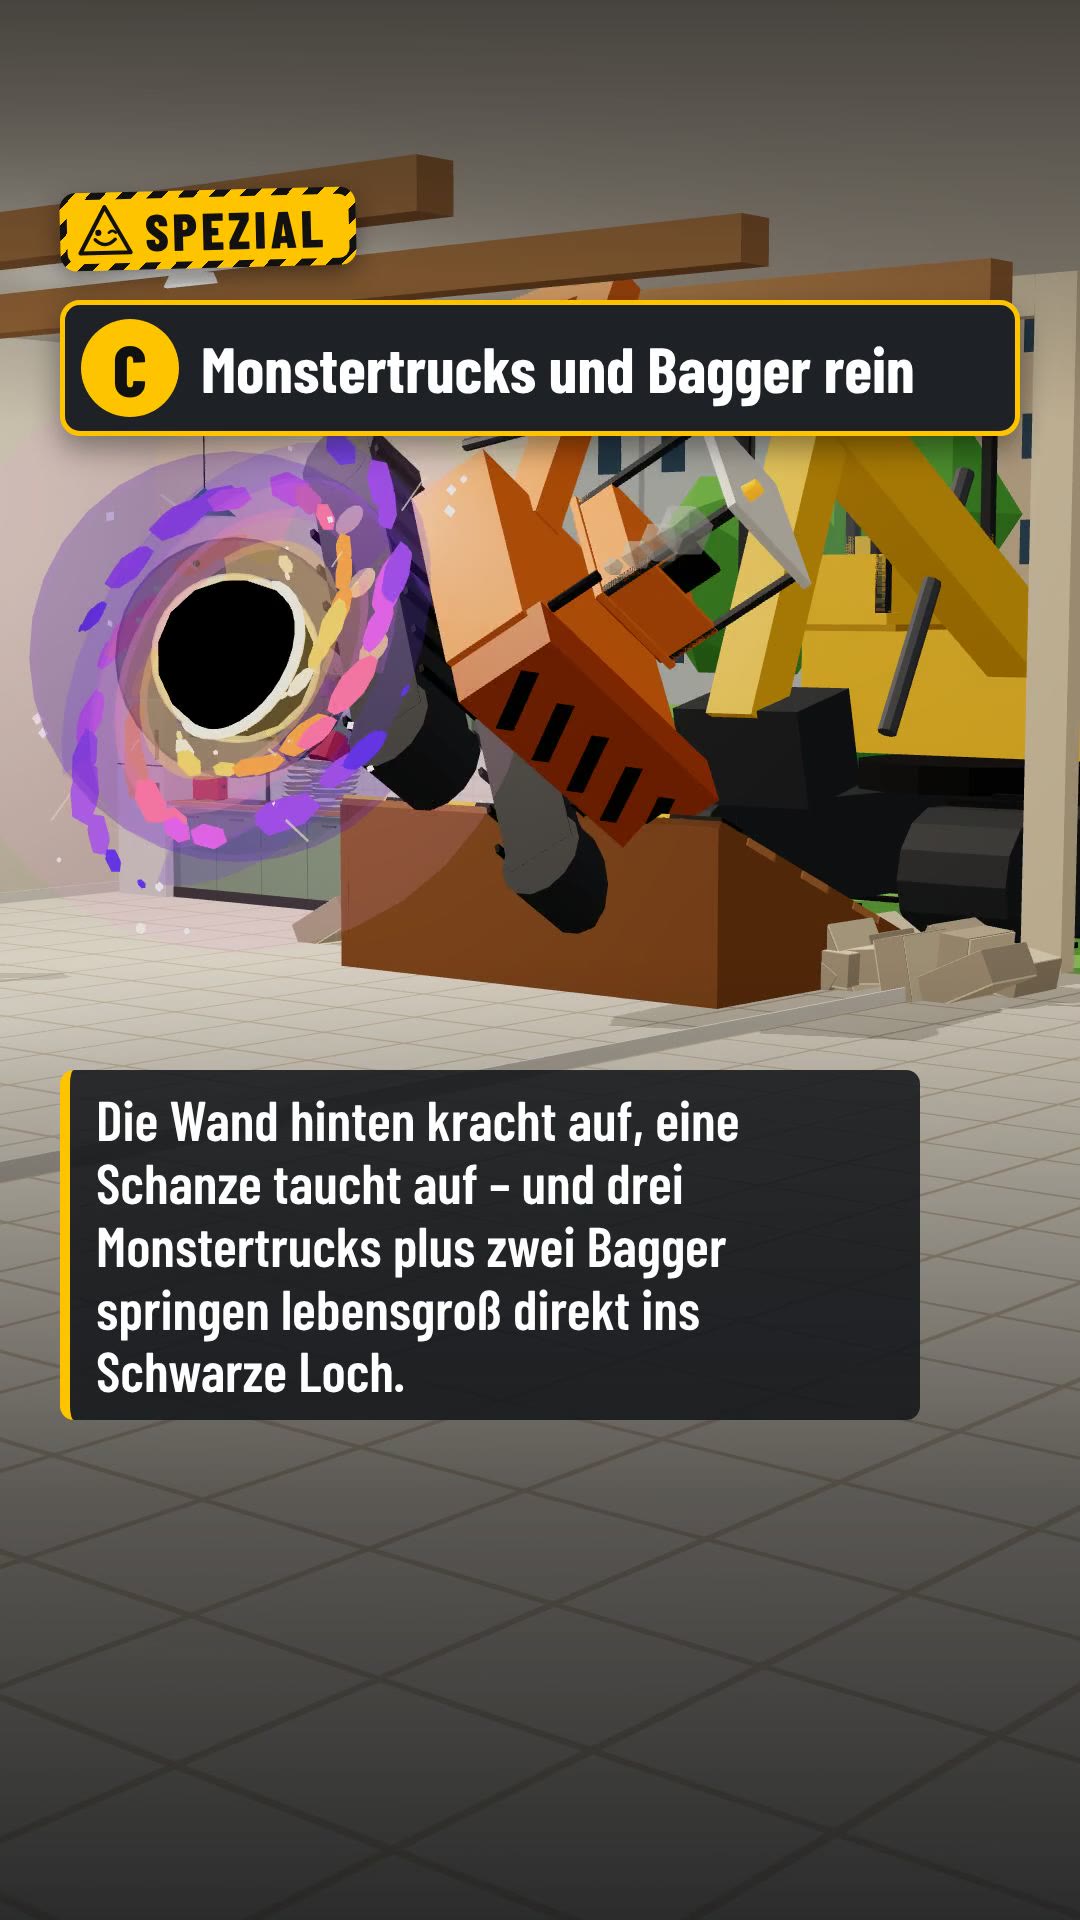 SPEZIAL
C Monstertrucks und Bagger rein
Die Wand hinten kracht auf, eine
Schanze taucht auf – und drei
Monstertrucks plus zwei Bagger
springen lebensgroß direkt ins
Schwarze Loch.